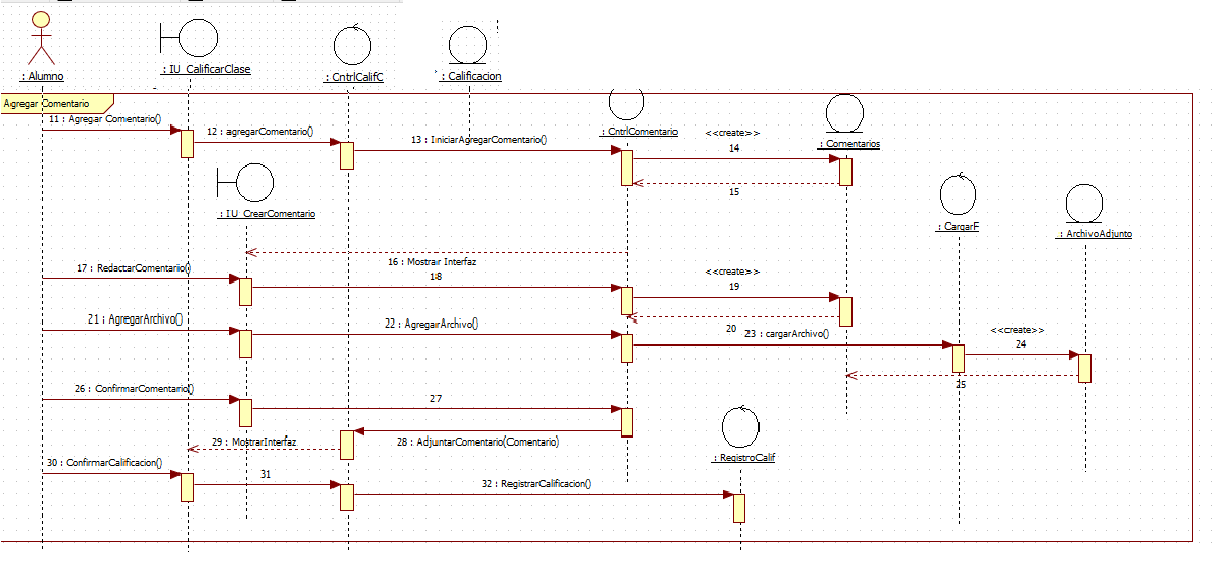 : Alumno
: IU_CalificarClase
: CntrlCalifC
: Calificacion
Agregar Comentario
11 : Agregar Comentario()
12 : agregarComentario()
13 : IniciarAgregarComentario()
: CntrlComentario
<<create>>
14
: Comentarios
15
: IU_CrearComentario
: CargarF
: ArchivoAdjunto
16 : Mostrar Interfaz
17 : RedactarComentario()
18
<<create>>
19
21 : AgregarArchivo()
22 : AgregarArchivo()
20
23 : cargarArchivo()
<<create>>
24
25
26 : ConfirmarComentario()
27
28 : AdjuntarComentario(Comentario)
29 : MostrarInterfaz
: RegistroCalif
30 : ConfirmarCalificacion()
31
32 : RegistrarCalificacion()